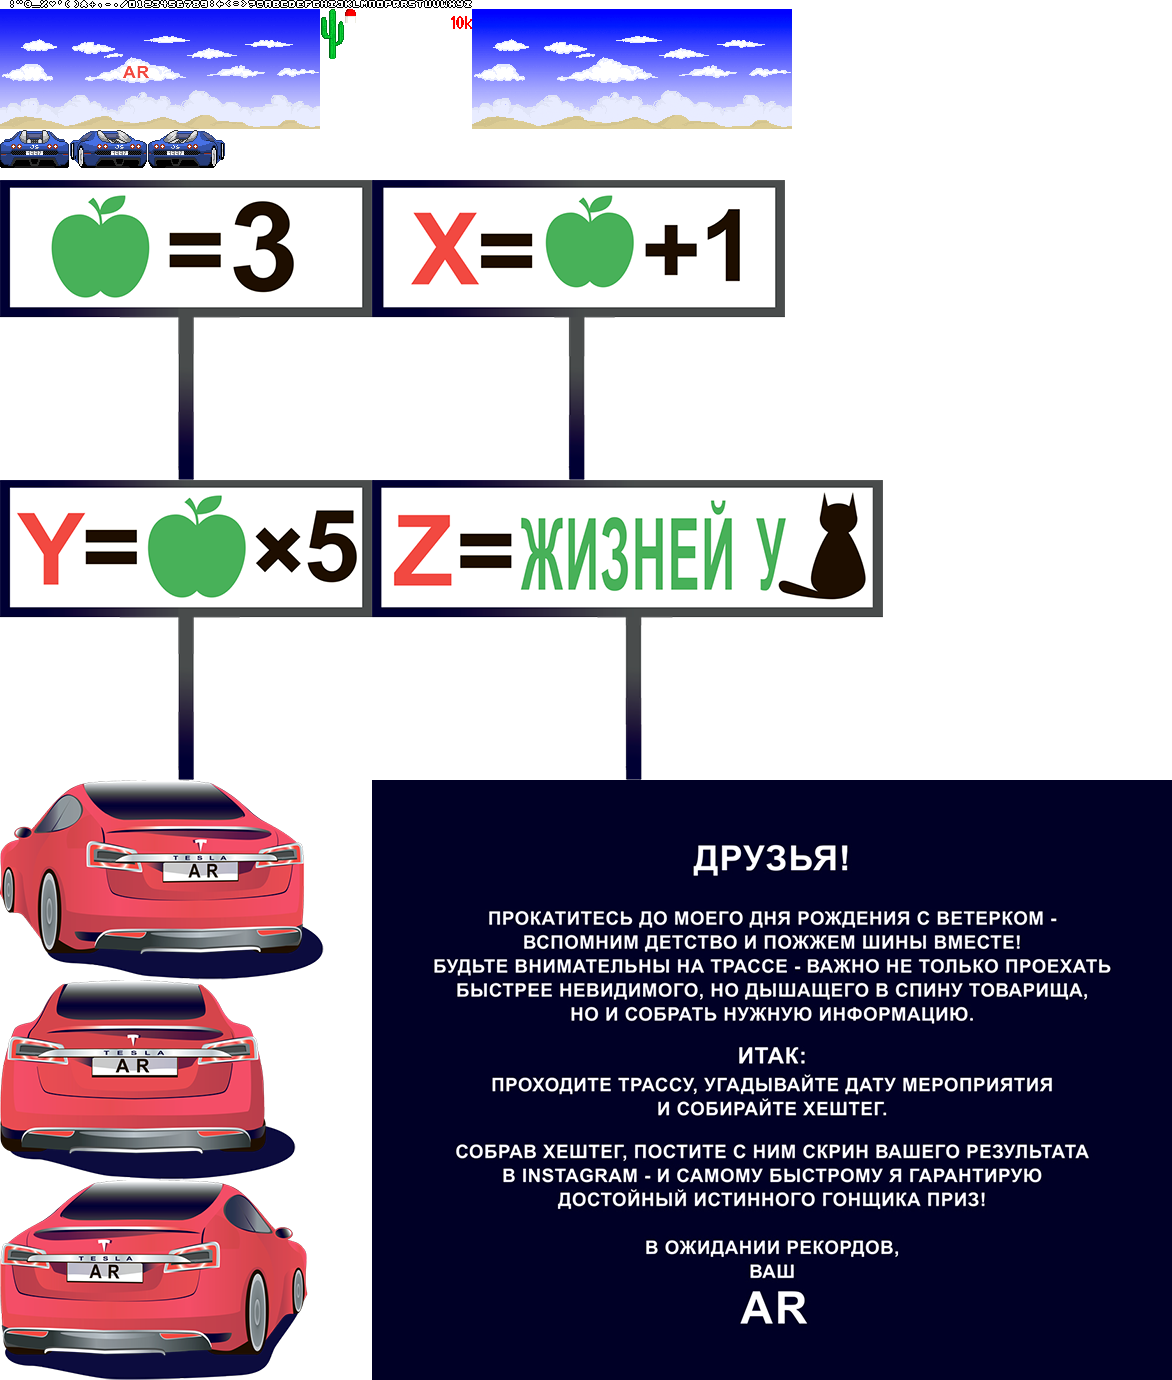 !"©_%♥'()A+,-./0123456789:<=>?@ABCDEFGHIJKLMNOPQRSTUVWXYZ
AR
10k
JS JS JS
=3
X= +1
Y= ×5
Z=ЖИЗНЕЙ У
TESLA
AR
TESLA
AR
TESLA
AR
ДРУЗЬЯ!
ПРОКАТИТЕСЬ ДО МОЕГО ДНЯ РОЖДЕНИЯ С ВЕТЕРКОМ -
ВСПОМНИМ ДЕТСТВО И ПОЖЖЕМ ШИНЫ ВМЕСТЕ!
БУДЬТЕ ВНИМАТЕЛЬНЫ НА ТРАССЕ - ВАЖНО НЕ ТОЛЬКО ПРОЕХАТЬ
БЫСТРЕЕ НЕВИДИМОГО, НО ДЫШАЩЕГО В СПИНУ ТОВАРИЩА,
НО И СОБРАТЬ НУЖНУЮ ИНФОРМАЦИЮ.
ИТАК:
ПРОХОДИТЕ ТРАССУ, УГАДЫВАЙТЕ ДАТУ МЕРОПРИЯТИЯ
И СОБИРАЙТЕ ХЕШТЕГ.
СОБРАВ ХЕШТЕГ, ПОСТИТЕ С НИМ СКРИН ВАШЕГО РЕЗУЛЬТАТА
В INSTAGRAM - И САМОМУ БЫСТРОМУ Я ГАРАНТИРУЮ
ДОСТОЙНЫЙ ИСТИННОГО ГОНЩИКА ПРИЗ!
В ОЖИДАНИИ РЕКОРДОВ,
ВАШ
AR